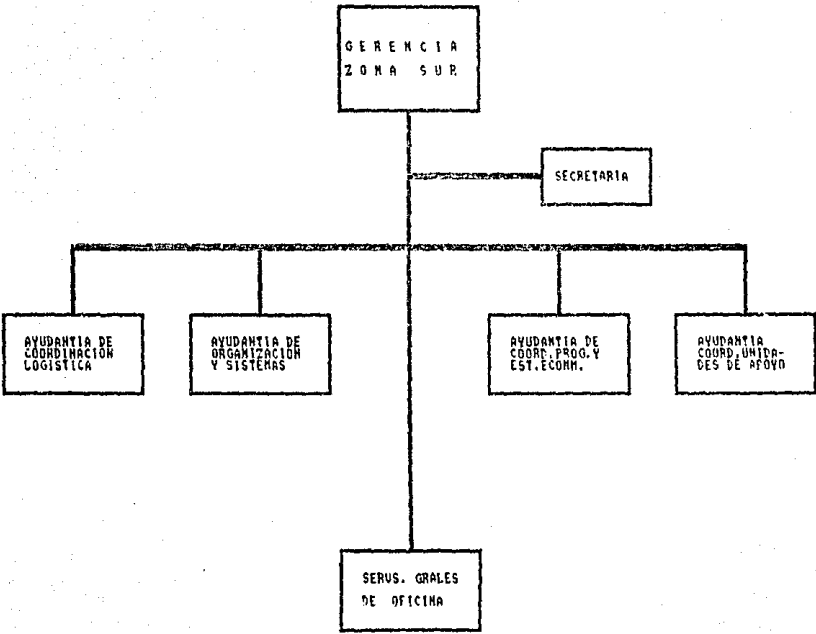 GERENCIA
ZONA SUR
SECRETARIA
AYUDANTIA DE
COORDINACION
LOGISTICA
AYUDANTIA DE
ORGANIZACION
Y SISTEMAS
AYUDANTIA DE
COORD.PROG.Y
EST.ECONM.
AYUDANTIA
COORD.UNIDA-
DES DE APOYO
SERVS. GRALES
DE OFICINA